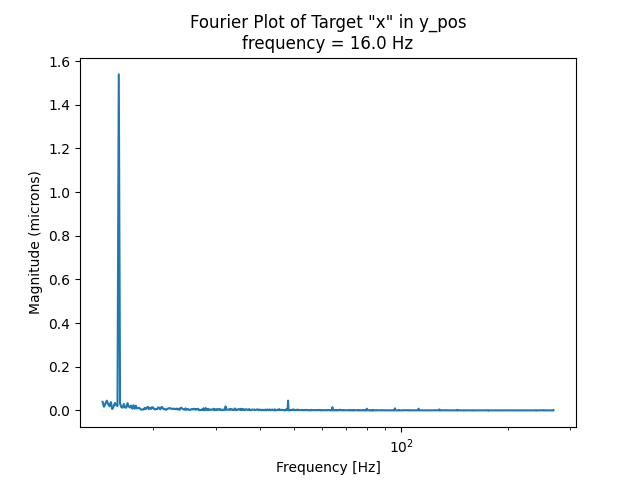 Fourier Plot of Target "x" in y_pos
frequency = 16.0 Hz
1.6
1.4
1.2
1.0
0.8
0.6
0.4
0.2
0.0
Magnitude (microns)
10²
Frequency [Hz]